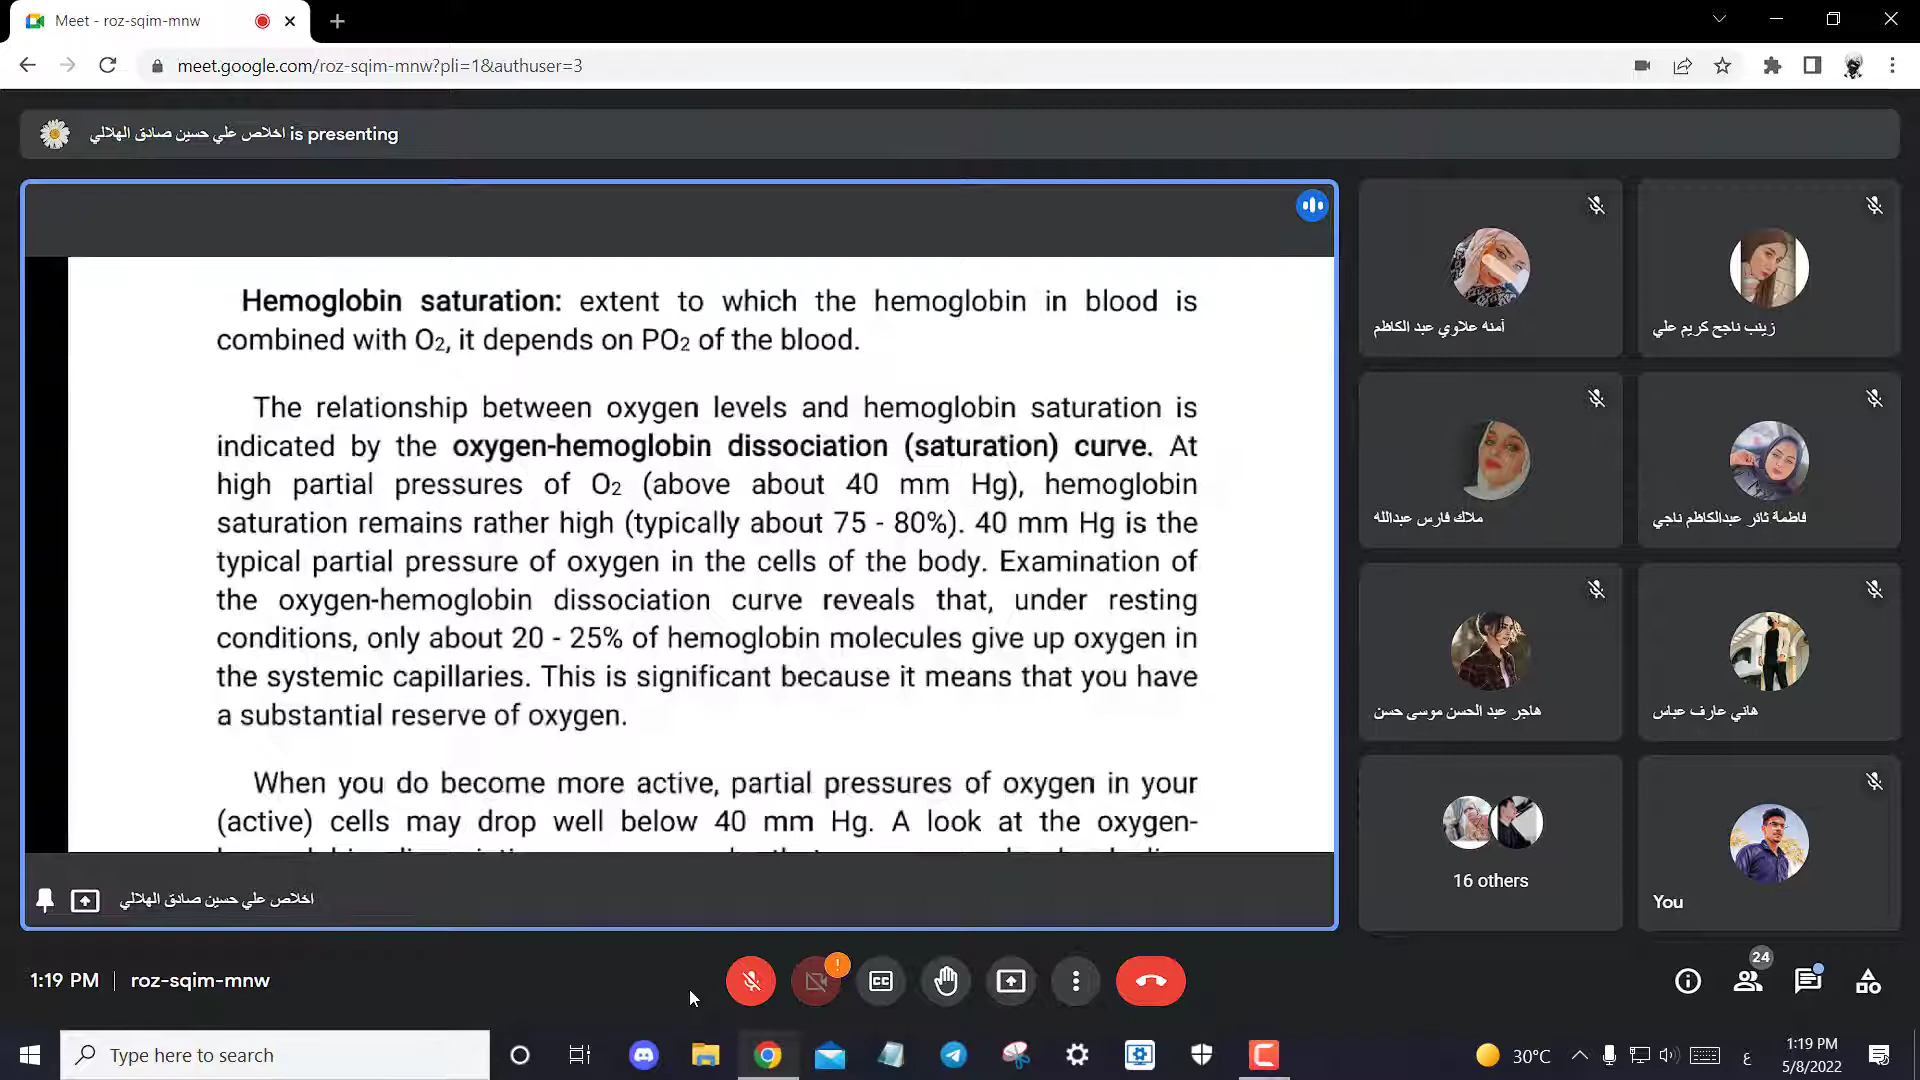 Meet - roz-sqim-mnw
meet.google.com/roz-sqim-mnw?pli=1&authuser=3
اخلاص علي حسين صادق الهلالي is presenting
Hemoglobin saturation: extent to which the hemoglobin in blood is
combined with O2, it depends on PO2 of the blood.
The relationship between oxygen levels and hemoglobin saturation is
indicated by the oxygen-hemoglobin dissociation (saturation) curve. At
high partial pressures of O2 (above about 40 mm Hg), hemoglobin
saturation remains rather high (typically about 75 - 80%). 40 mm Hg is the
typical partial pressure of oxygen in the cells of the body. Examination of
the oxygen-hemoglobin dissociation curve reveals that, under resting
conditions, only about 20 - 25% of hemoglobin molecules give up oxygen in
the systemic capillaries. This is significant because it means that you have
a substantial reserve of oxygen.
When you do become more active, partial pressures of oxygen in your
(active) cells may drop well below 40 mm Hg. A look at the oxygen-
اخلاص علي حسين صادق الهلالي
آمنه علاوي عبد الكاظم
زينب ناجح كريم علي
ملاك فارس عبدالله
فاطمة ثائر عبدالكاظم ناجي
هاجر عبد الحسن موسى حسن
هاني عارف عباس
16 others
You
1:19 PM | roz-sqim-mnw
!
CC
24
Type here to search
30°C
ع
1:19 PM
5/8/2022